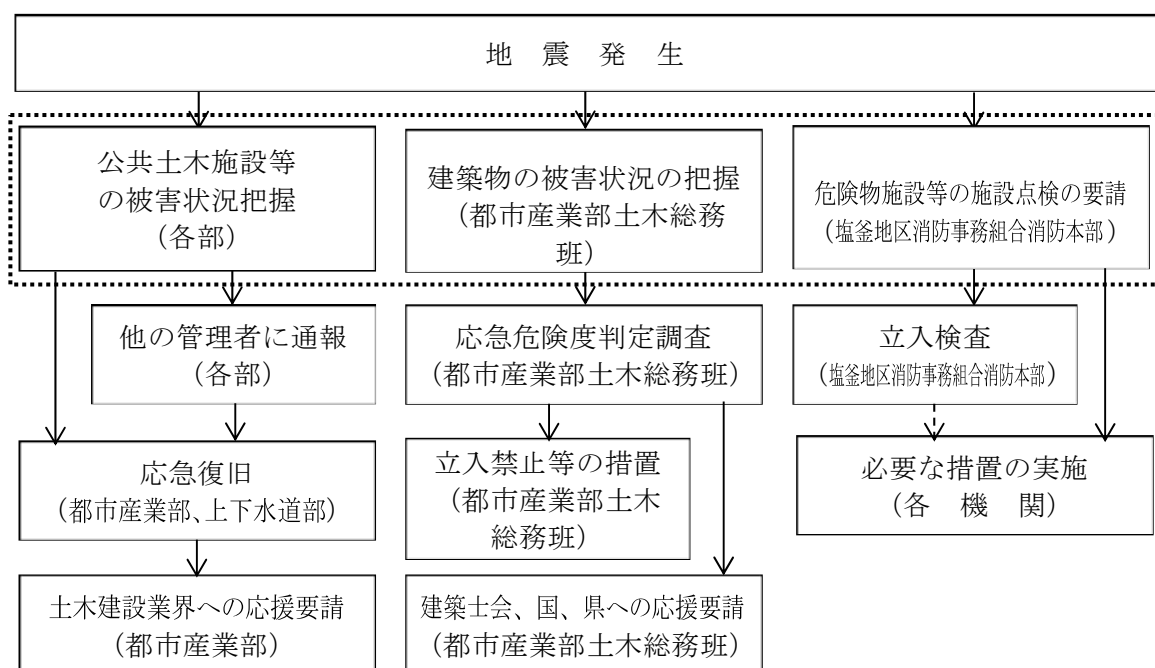 地　震　発　生
公共土木施設等
の被害状況把握
（各部）
建築物の被害状況の把握
（都市産業部土木総務
班）
危険物施設等の施設点検の要請
（塩釜地区消防事務組合消防本部）
他の管理者に通報
（各部）
応急危険度判定調査
（都市産業部土木総務班）
立入検査
（塩釜地区消防事務組合消防本部）
応急復旧
（都市産業部、上下水道部）
立入禁止等の措置
（都市産業部土木
総務班）
必要な措置の実施
（各　機　関）
土木建設業界への応援要請
（都市産業部）
建築士会、国、県への応援要請
（都市産業部土木総務班）